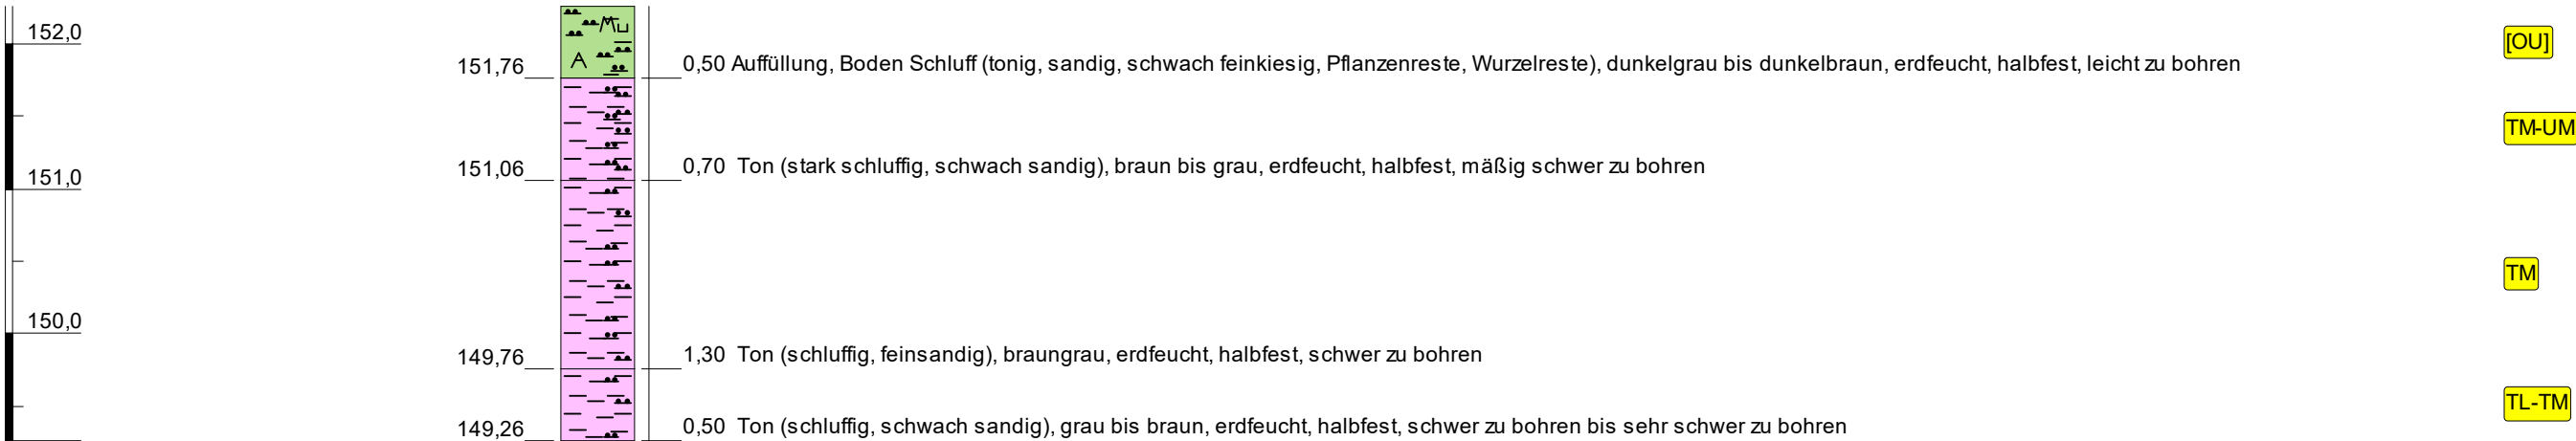 152,0
[OU]
Mu
A
151,76 0,50 Auffüllung, Boden Schluff (tonig, sandig, schwach feinkiesig, Pflanzenreste, Wurzelreste), dunkelgrau bis dunkelbraun, erdfeucht, halbfest, leicht zu bohren
TM-UM
151,06 0,70 Ton (stark schluffig, schwach sandig), braun bis grau, erdfeucht, halbfest, mäßig schwer zu bohren
151,0
TM
150,0
149,76 1,30 Ton (schluffig, feinsandig), braungrau, erdfeucht, halbfest, schwer zu bohren
TL-TM
149,26 0,50 Ton (schluffig, schwach sandig), grau bis braun, erdfeucht, halbfest, schwer zu bohren bis sehr schwer zu bohren